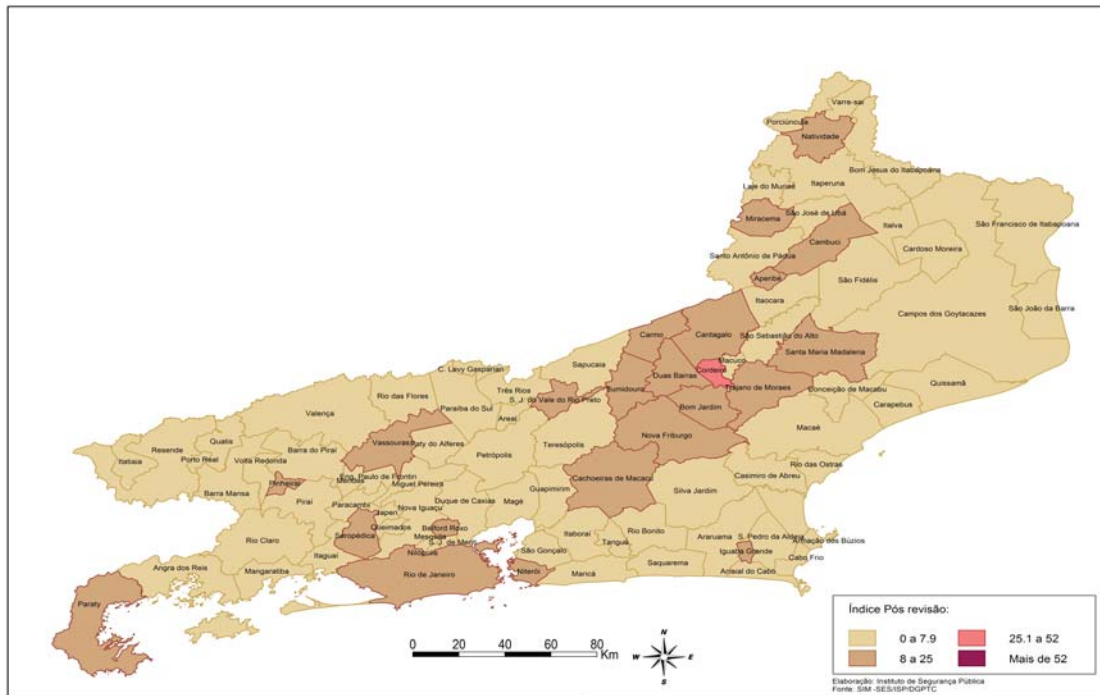 Varre-sai
Porciúncula
Natividade
Bom Jesus do Itabapoana
Laje do Muriaé
Itaperuna
Miracema
São José de Ubá
Italva
São Francisco de Itabapoana
Cambuci
Cardoso Moreira
Santo Antônio de Pádua
Aperibé
São Fidélis
Itaocara
Campos dos Goytacazes
São João da Barra
Carmo
Cantagalo
São Sebastião do Alto
Santa Maria Madalena
Macuco
Cordeiro
Sapucaia
Duas Barras
Trajano de Moraes
Conceição de Macabu
Quissamã
C. Levy Gasparian
Três Rios
Sumidouro
S. J. do Vale do Rio Preto
Carapebus
Rio das Flores
Paraíba do Sul
Areal
Bom Jardim
Valença
Macaé
Vassouras
Paty do Alferes
Teresópolis
Nova Friburgo
Quatis
Resende
Barra do Piraí
Petrópolis
Itatiaia
Porto Real
Volta Redonda
Rio das Ostras
Eng. Paulo de Frontin
Mendes
Miguel Pereira
Cachoeiras de Macacu
Casimiro de Abreu
Pinheiral
Guapimirim
Silva Jardim
Barra Mansa
Piraí
Paracambi
Nova Iguaçu
Duque de Caxias
Magé
Japeri
Queimados
Belford Roxo
Seropédica
Mesquita
Rio Bonito
Itaboraí
Araruama
S. Pedro da Aldeia
Armação dos Búzios
Rio Claro
S. J. de Meriti
Tanguá
Itaguaí
Nilópolis
São Gonçalo
Iguaba Grande
Cabo Frio
Angra dos Reis
Mangaratiba
Rio de Janeiro
Niterói
Maricá
Saquarema
Arraial do Cabo
Paraty
0 10 20 40 60 80
Km
N
W E
S
Índice Pós revisão:
0 a 7.9
25.1 a 52
8 a 25
Mais de 52
Elaboração: Instituto de Segurança Pública
Fonte: SIM -SES/ISP/DGPTC